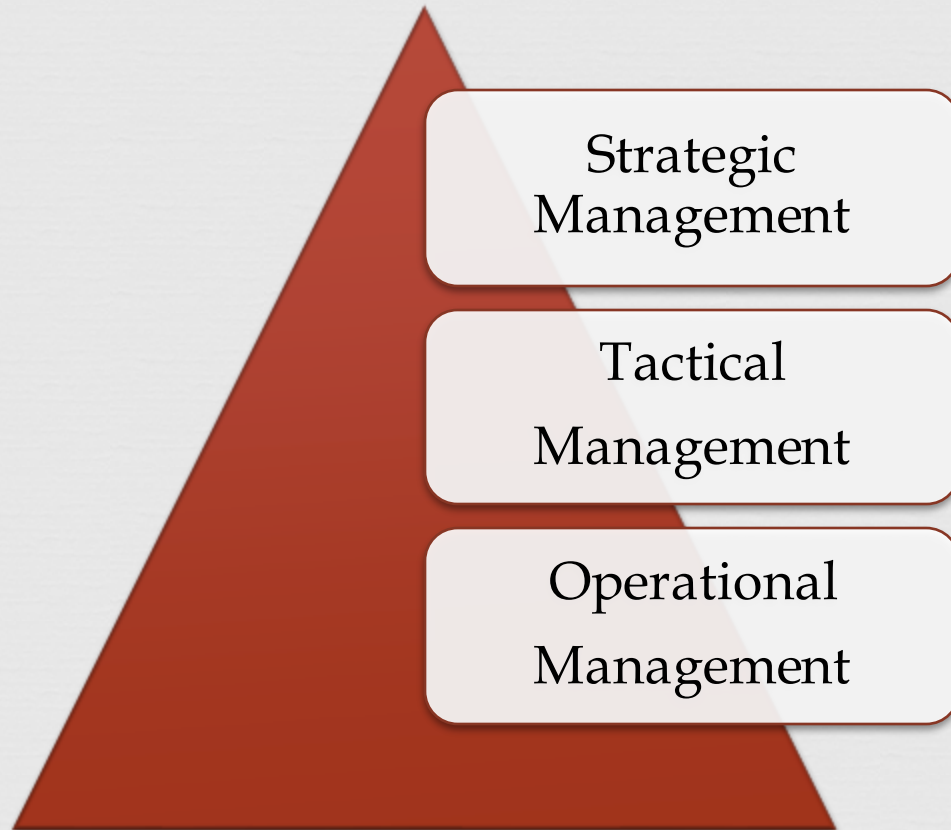 Strategic
Management
Tactical
Management
Operational
Management